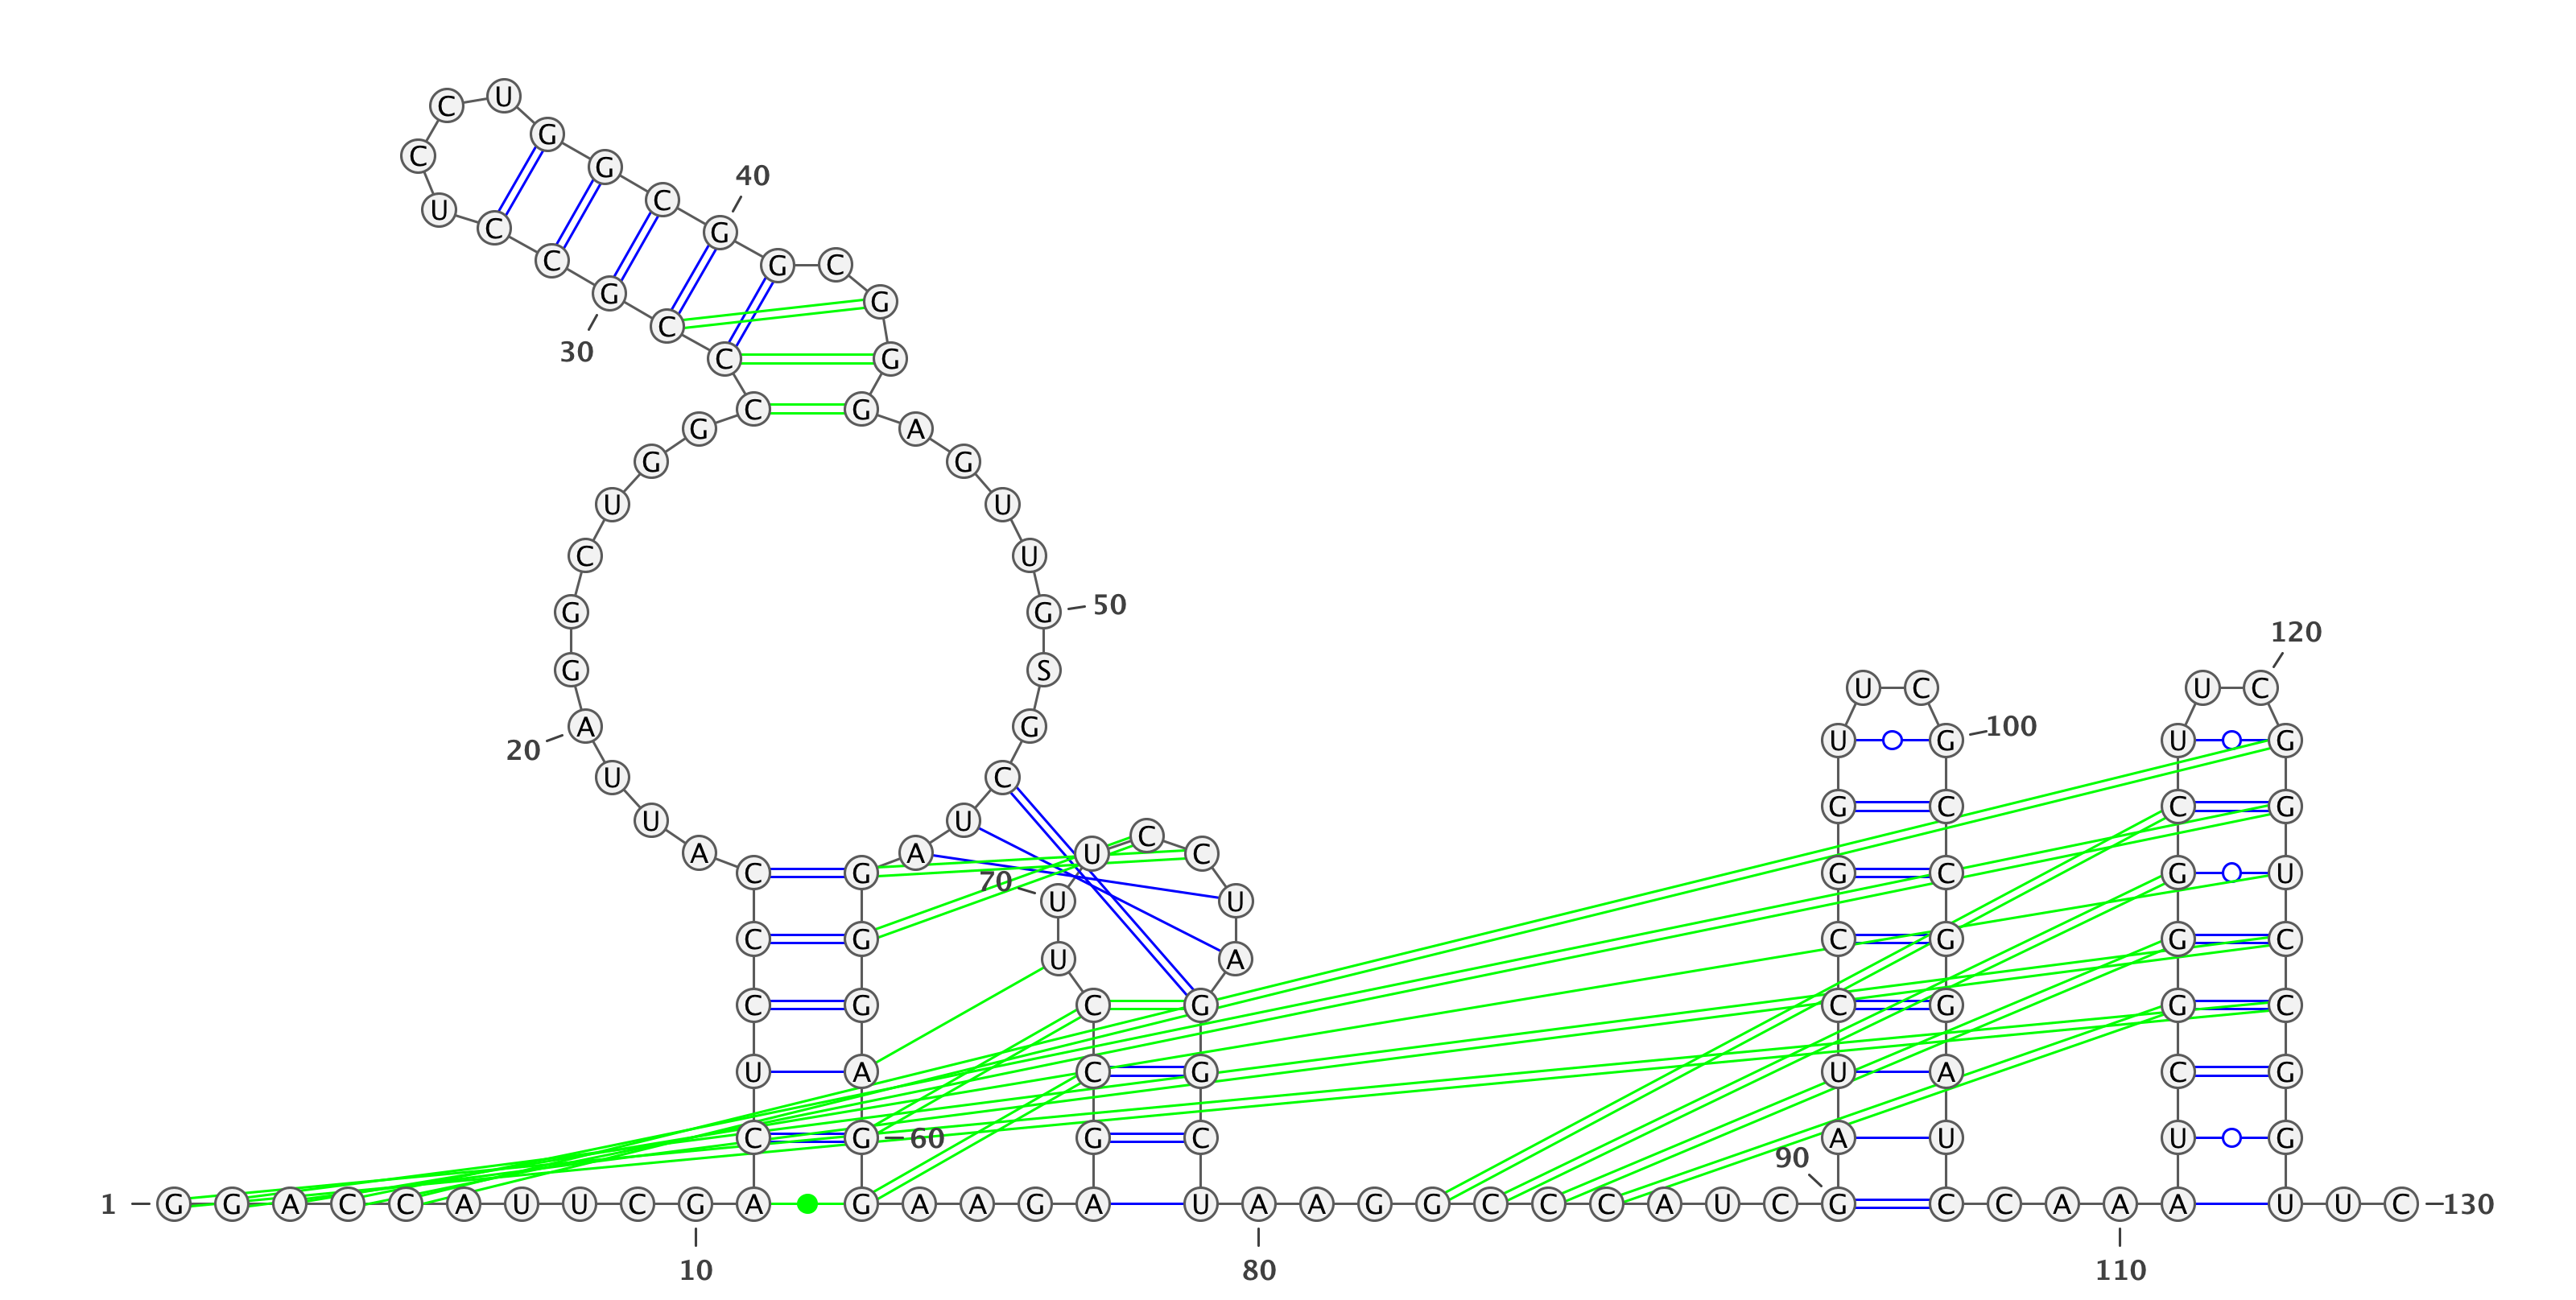 C U
G
C
G
40
C
U
C G
C G C
G G
C
30
C G
C G
G A
G G
U U
C U
G G 50
120
G S
U C U C
A G 100
U G U G
20
U C
G C C G
U U C
A A U C
C G G C G U
70
U U
C G C G G C
U A
C G C G C G G C
U A C G U A C G
C G 60 G C A U U G
90
1 G G A C C A U U C G A G A A G A U A A G G C C C A U C G C C A A A A U U C 130
10 80 110